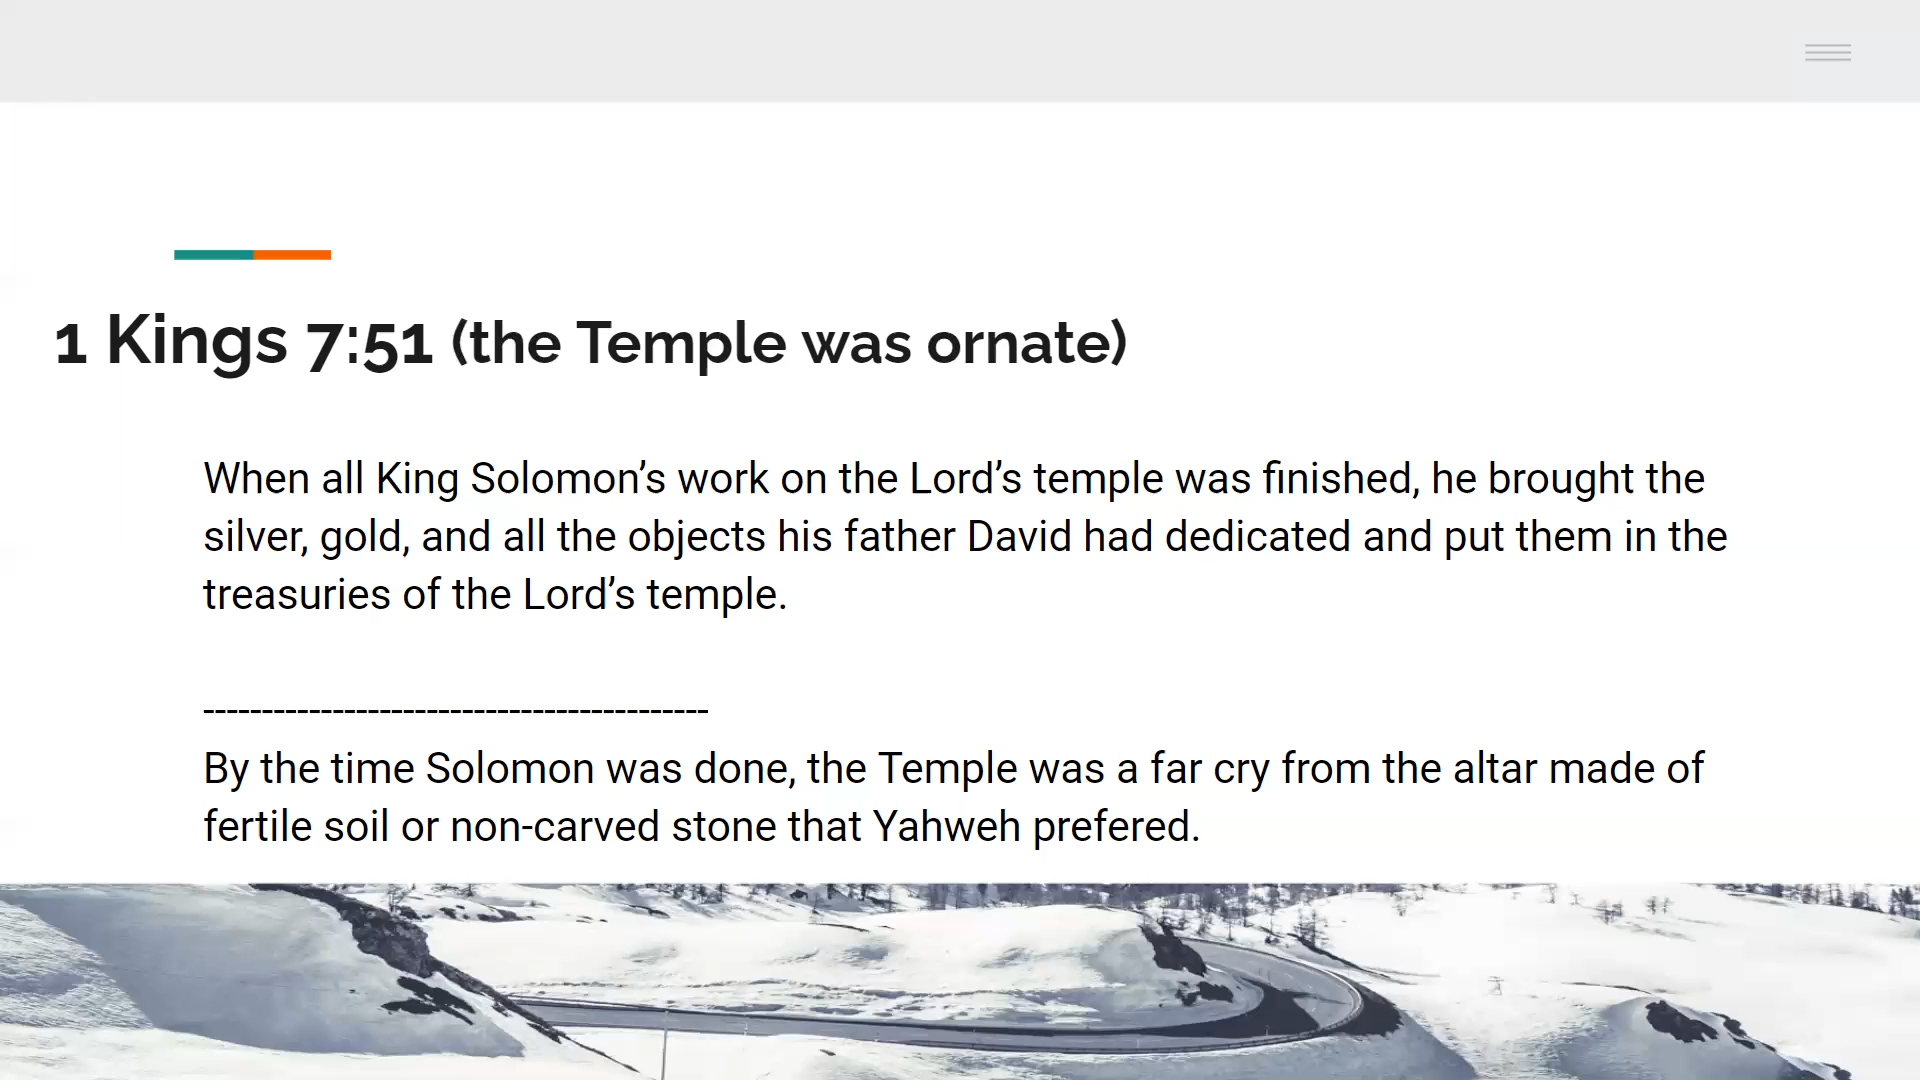 1 Kings 7:51 (the Temple was ornate)
When all King Solomon’s work on the Lord’s temple was finished, he brought the
silver, gold, and all the objects his father David had dedicated and put them in the
treasuries of the Lord’s temple.
-------------------------------------------
By the time Solomon was done, the Temple was a far cry from the altar made of
fertile soil or non-carved stone that Yahweh prefered.